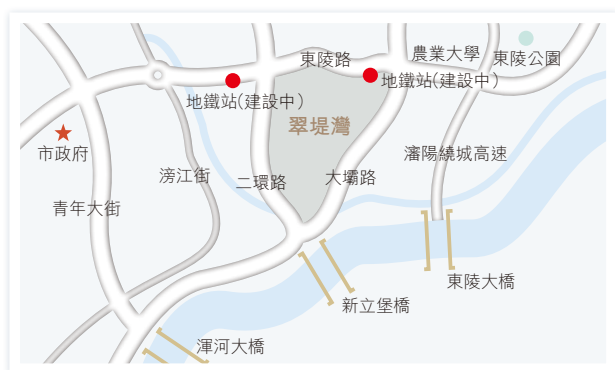 農業大學
東陵路
東陵公園
地鐵站(建設中)
地鐵站(建設中)
翠堤灣
市政府
瀋陽繞城高速
滂江街
二環路
大壩路
青年大街
東陵大橋
新立堡橋
渾河大橋